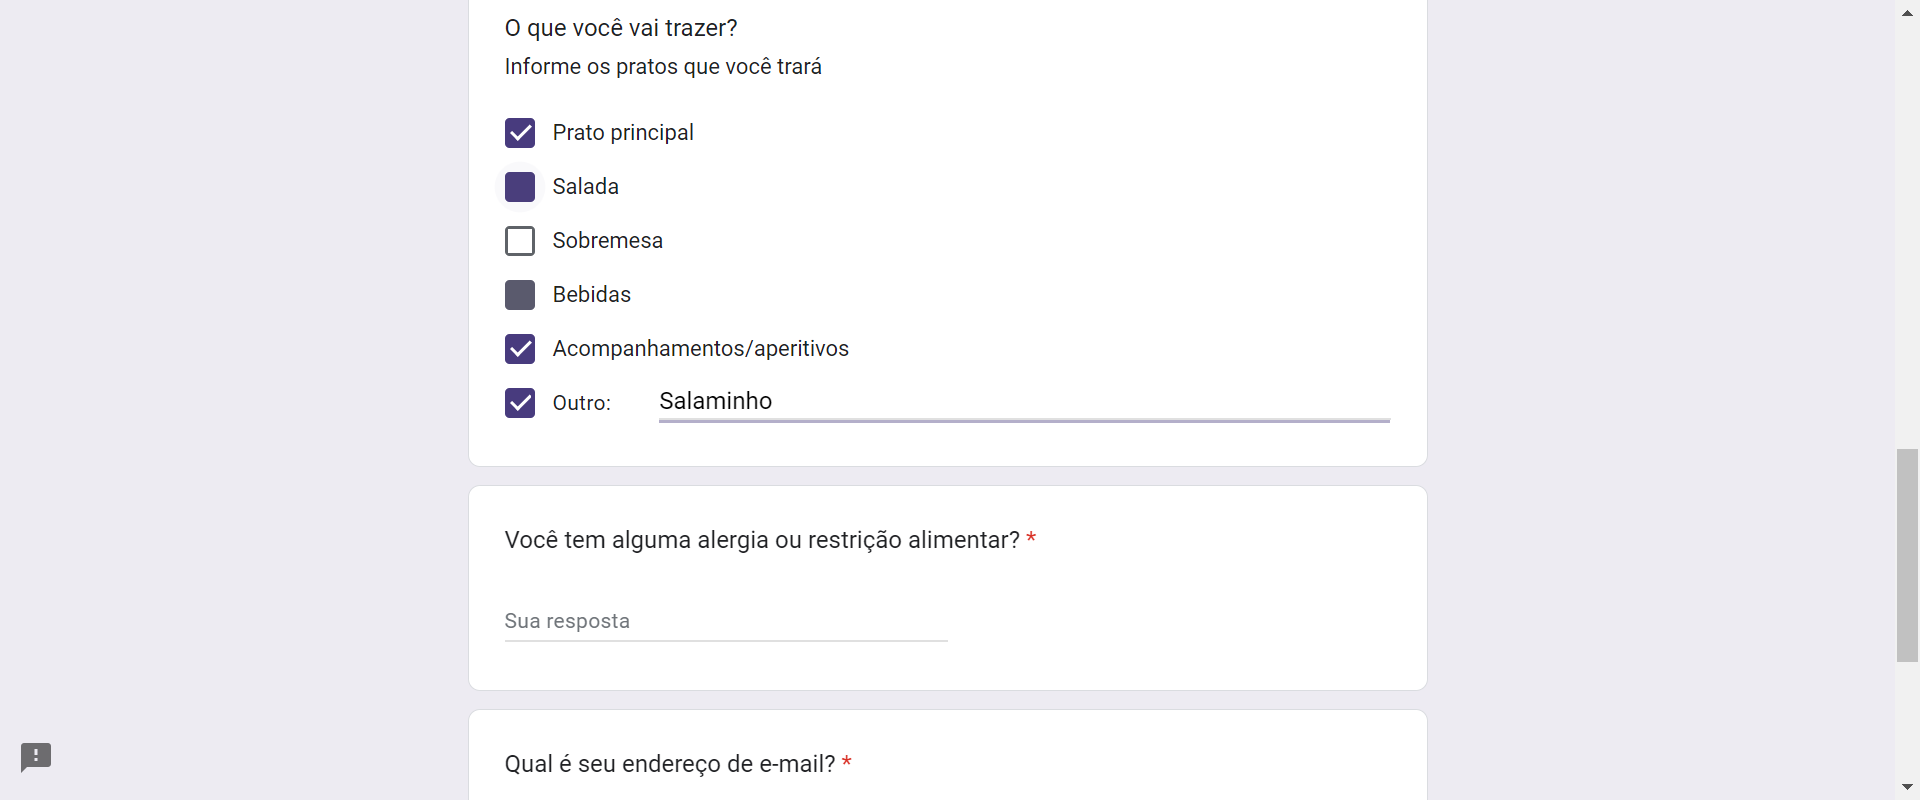 O que você vai trazer?
Informe os pratos que você trará
Prato principal
Salada
Sobremesa
Bebidas
Acompanhamentos/aperitivos
Outro: Salaminho
Você tem alguma alergia ou restrição alimentar? *
Sua resposta
Qual é seu endereço de e-mail? *